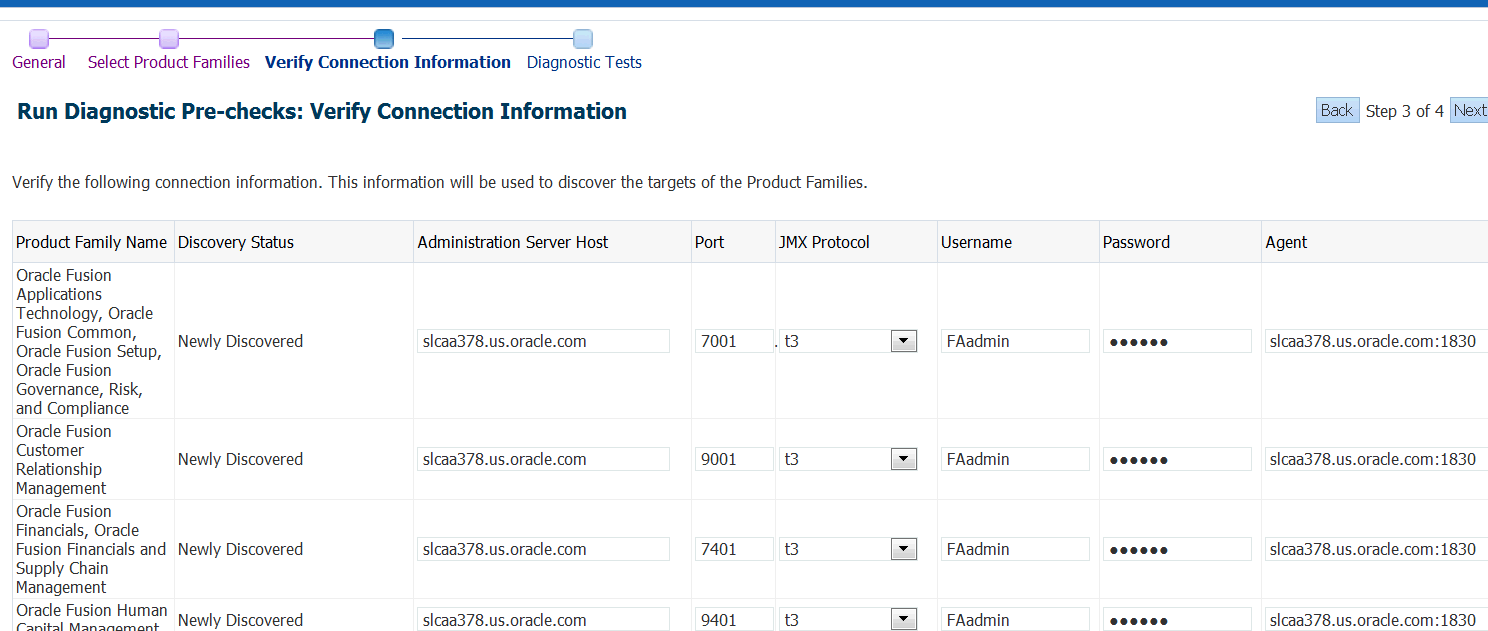 General Select Product Families Verify Connection Information Diagnostic Tests
Run Diagnostic Pre-checks: Verify Connection Information
Back Step 3 of 4 Next
Verify the following connection information. This information will be used to discover the targets of the Product Families.
Product Family Name Discovery Status Administration Server Host Port JMX Protocol Username Password Agent
Oracle Fusion
Applications
Technology, Oracle
Fusion Common,
Oracle Fusion Setup,
Oracle Fusion
Governance, Risk,
and Compliance
Newly Discovered slcaa378.us.oracle.com 7001 . t3 FAadmin ●●●●●● slcaa378.us.oracle.com:1830
Oracle Fusion
Customer
Relationship
Management
Newly Discovered slcaa378.us.oracle.com 9001 t3 FAadmin ●●●●●● slcaa378.us.oracle.com:1830
Oracle Fusion
Financials, Oracle
Fusion Financials and
Supply Chain
Management
Newly Discovered slcaa378.us.oracle.com 7401 t3 FAadmin ●●●●●● slcaa378.us.oracle.com:1830
Oracle Fusion Human
Capital Management
Newly Discovered slcaa378.us.oracle.com 9401 t3 FAadmin ●●●●●● slcaa378.us.oracle.com:1830